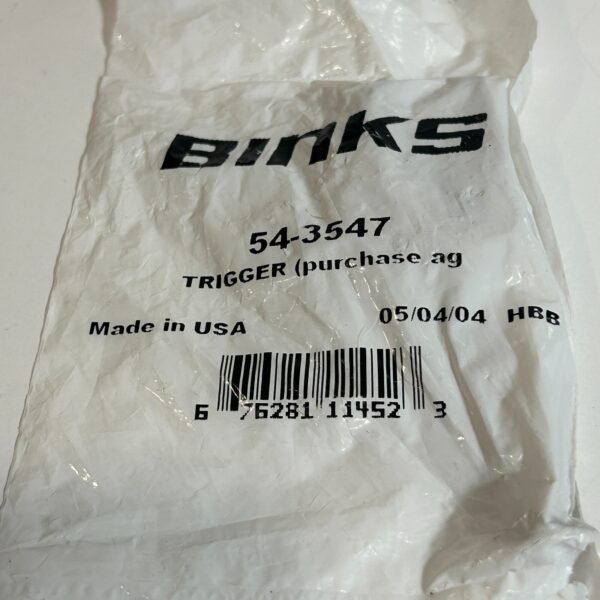 BINKS
54-3547
TRIGGER (purchase ag
Made in USA 05/04/04 HBB
6 76281 11452 3